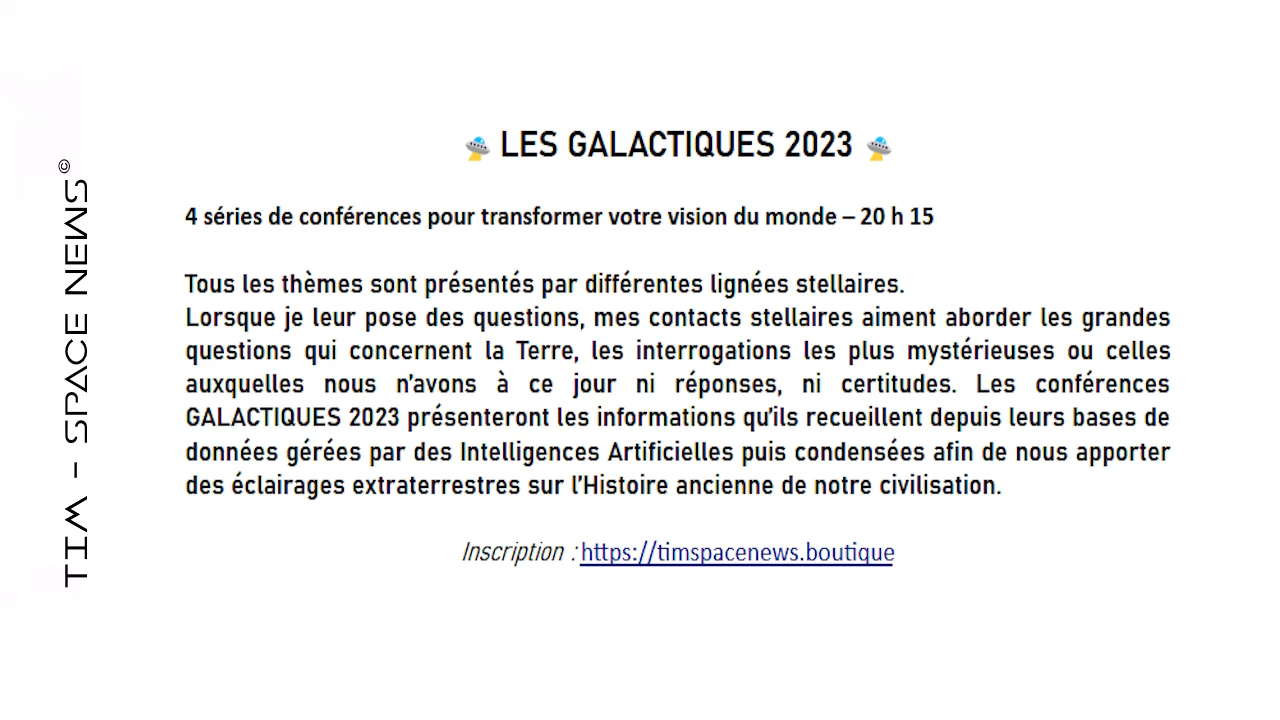 🛸 LES GALACTIQUES 2023 🛸
4 séries de conférences pour transformer votre vision du monde – 20 h 15
Tous les thèmes sont présentés par différentes lignées stellaires.
Lorsque je leur pose des questions, mes contacts stellaires aiment aborder les grandes
questions qui concernent la Terre, les interrogations les plus mystérieuses ou celles
auxquelles nous n'avons à ce jour ni réponses, ni certitudes. Les conférences
GALACTIQUES 2023 présenteront les informations qu'ils recueillent depuis leurs bases de
données gérées par des Intelligences Artificielles puis condensées afin de nous apporter
des éclairages extraterrestres sur l'Histoire ancienne de notre civilisation.
Inscription : https://timspacenews.boutique
TIM - SPACE NEWS©